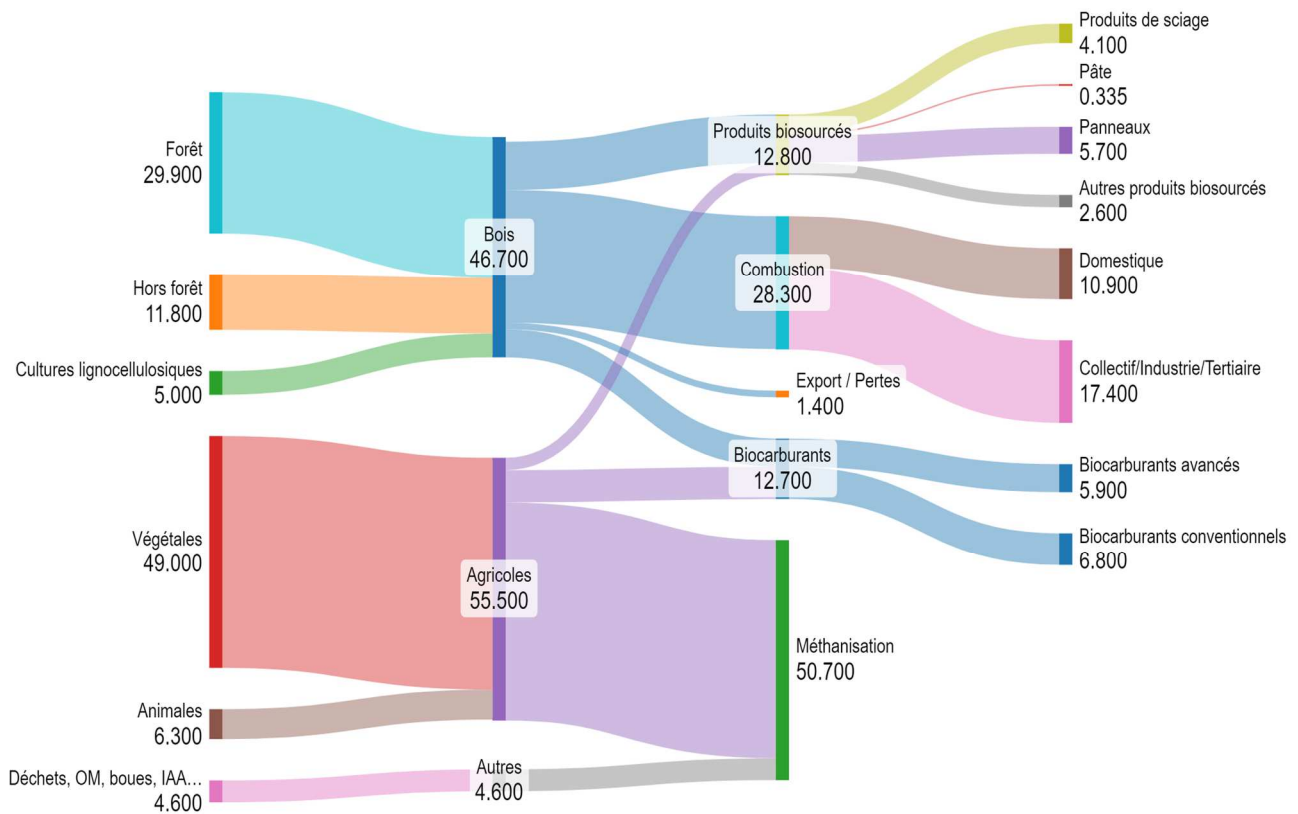 Forêt
29.900
Hors forêt
11.800
Cultures lignocellulosiques
5.000
Végétales
49.000
Animales
6.300
Déchets, OM, boues, IAA...
4.600
Bois
46.700
Agricoles
55.500
Autres
4.600
Produits biosourcés
12.800
Combustion
28.300
Export / Pertes
1.400
Biocarburants
12.700
Méthanisation
50.700
Produits de sciage
4.100
Pâte
0.335
Panneaux
5.700
Autres produits biosourcés
2.600
Domestique
10.900
Collectif/Industrie/Tertiaire
17.400
Biocarburants avancés
5.900
Biocarburants conventionnels
6.800